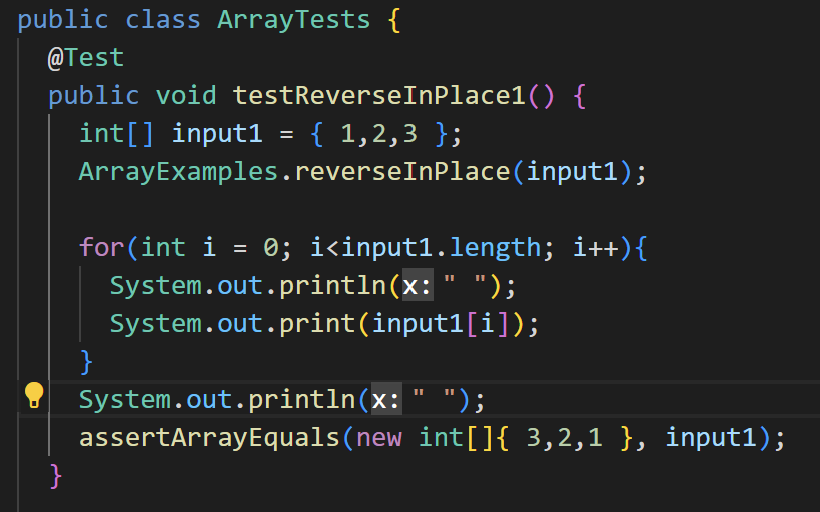 public class ArrayTests {
@Test
public void testReverseInPlace1() {
int[] input1 = { 1,2,3 };
ArrayExamples.reverseInPlace(input1);
for(int i = 0; i<input1.length; i++){
System.out.println(x: " ");
System.out.print(input1[i]);
}
System.out.println(x: " ");
assertArrayEquals(new int[]{ 3,2,1 }, input1);
}